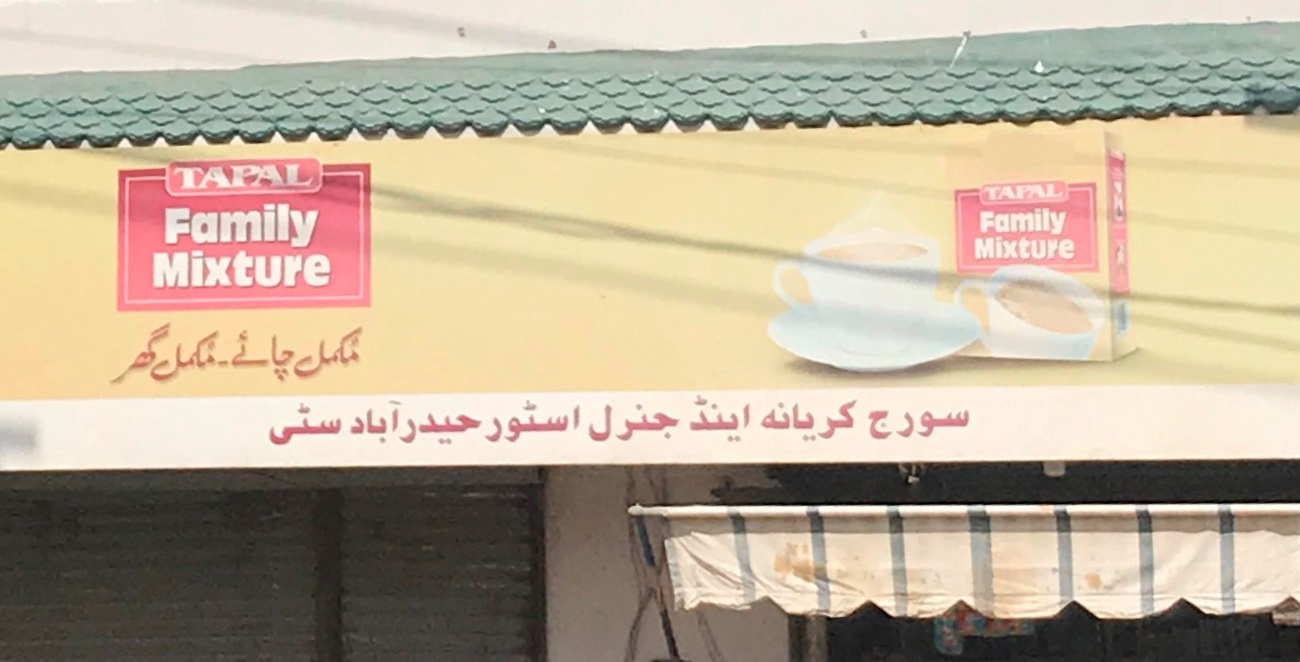 TAPAL
Family
Mixture
مکمل چائے۔مکمل گھر
TAPAL
Family
Mixture
سورج کریانہ اینڈ جنرل اسٹور حیدرآباد سٹی